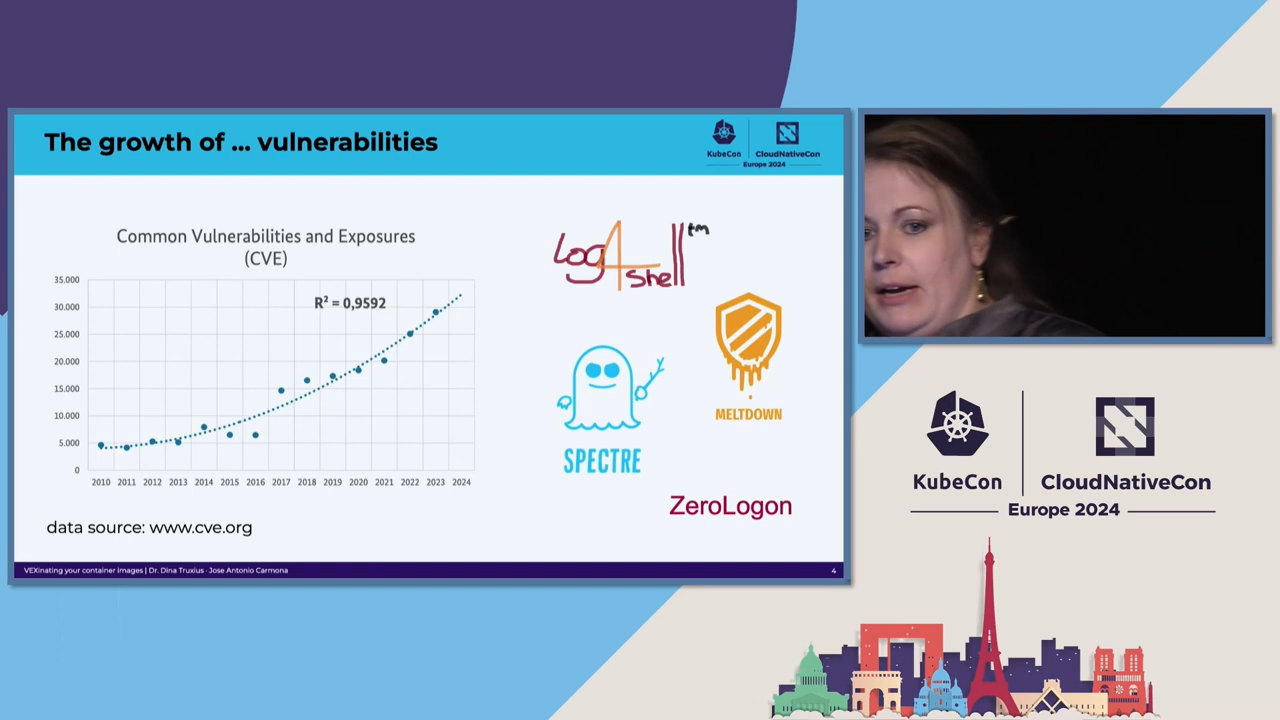 The growth of ... vulnerabilities
KubeCon
CloudNativeCon
Europe 2024
Common Vulnerabilities and Exposures
(CVE)
35.000
30.000
25.000
20.000
15.000
10.000
5.000
0
R² = 0,9592
2010 2011 2012 2013 2014 2015 2016 2017 2018 2019 2020 2021 2022 2023 2024
data source: www.cve.org
Log4Shell™
MELTDOWN
SPECTRE
ZeroLogon
VEXinating your container images | Dr. Dina Truxius - Jose Antonio Carmona
4
KubeCon
CloudNativeCon
Europe 2024